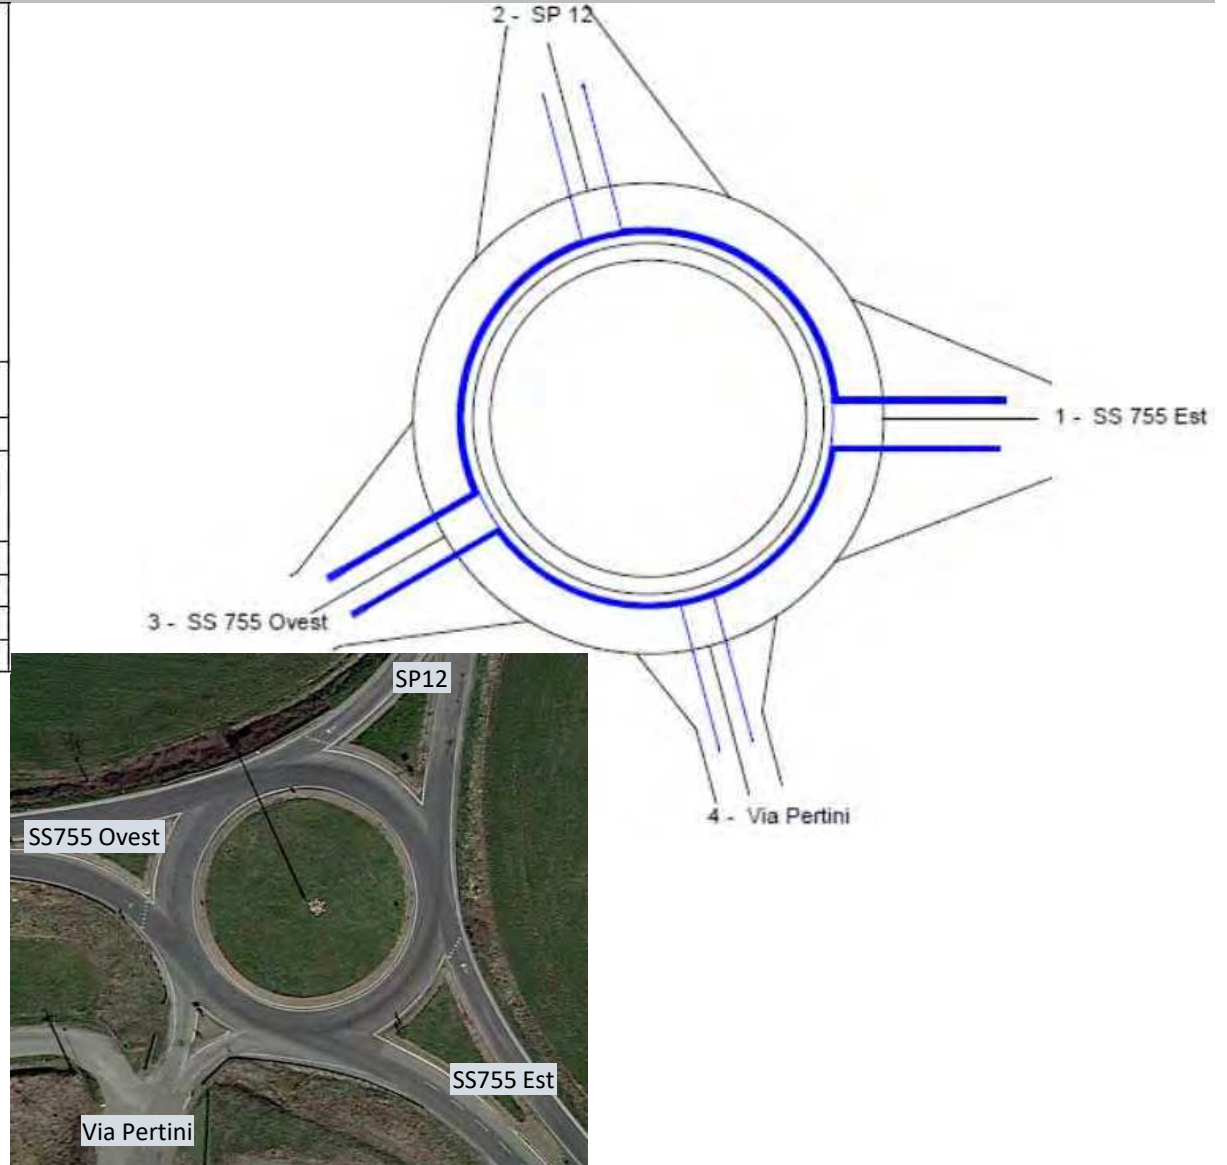 2 - SP 12
1 - SS 755 Est
3 - SS 755 Ovest
4 - Via Pertini
SP12
SS755 Ovest
SS755 Est
Via Pertini